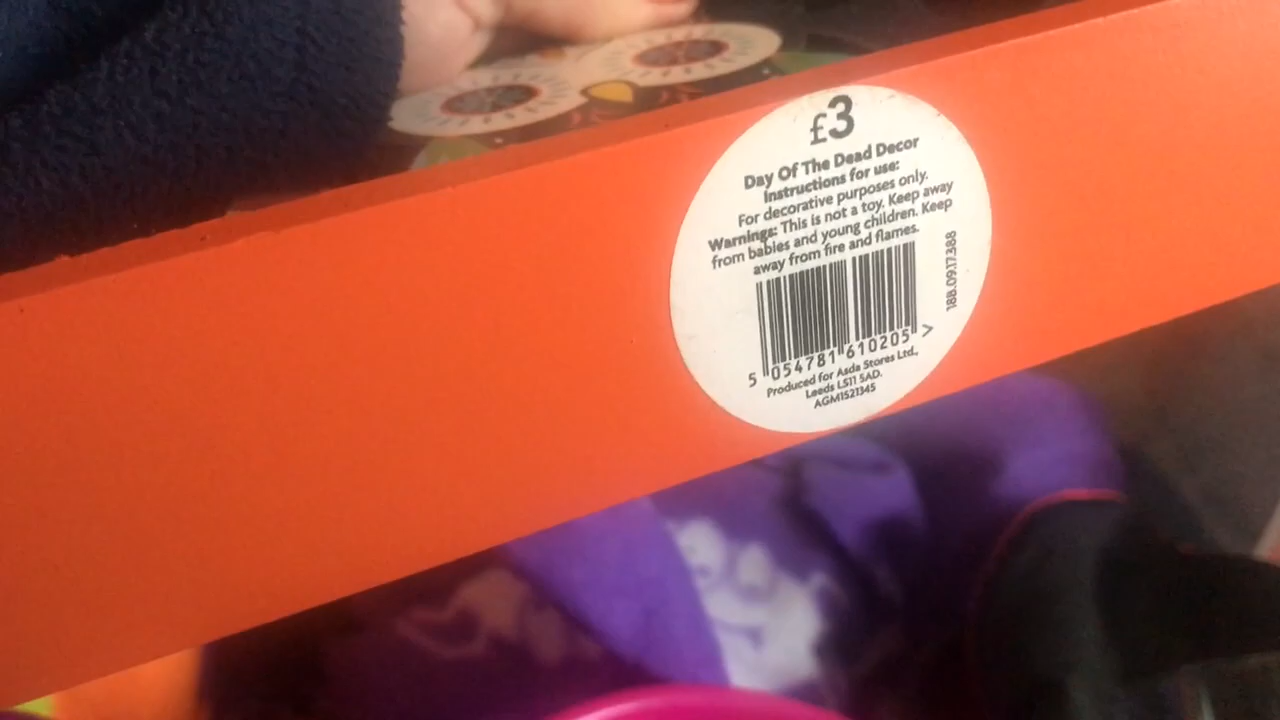 £3
Day Of The Dead Decor
Instructions for use:
For decorative purposes only.
Warnings: This is not a toy, Keep away
from babies and young children. Keep
away from fire and flames.
188.09.17.388
5 054781 610205 >
Produced for Asda Stores Ltd.,
Leeds LS11 5AD.
AGM1521345